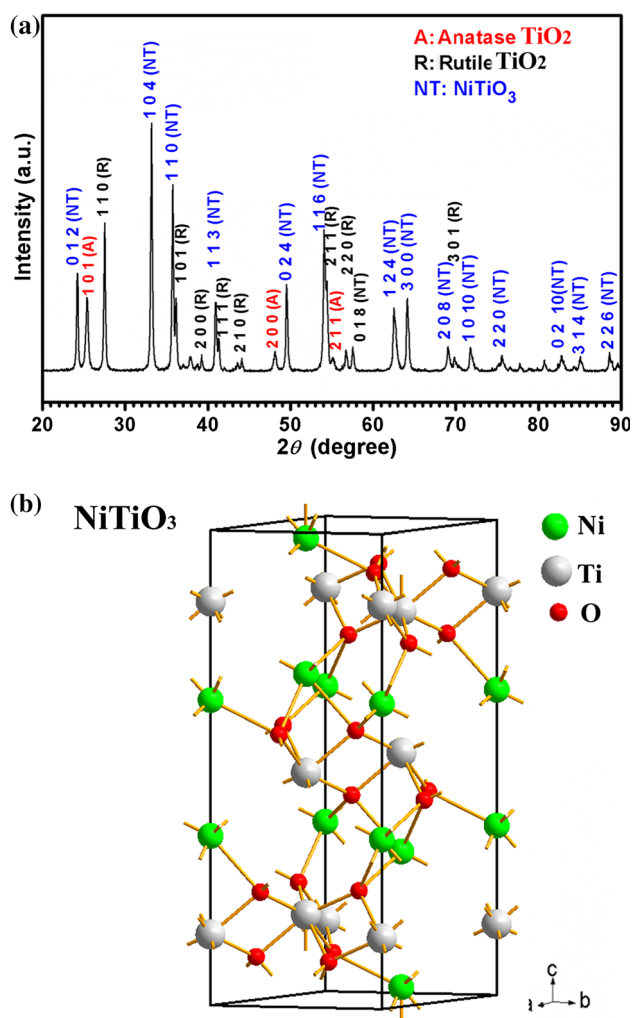 (a)
A: Anatase TiO2
R: Rutile TiO2
NT: NiTiO3
Intensity (a.u.)
0 1 2 (NT)
1 0 1 (A)
1 1 0 (R)
1 0 4 (NT)
1 1 0 (NT)
1 0 1 (R)
2 0 0 (R)
1 1 3 (NT)
1 1 1 (R)
2 1 0 (R)
2 0 0 (A)
0 2 4 (NT)
1 1 6 (NT)
2 1 1 (R)
2 1 1 (A)
2 2 0 (R)
0 1 8 (NT)
1 2 4 (NT)
3 0 0 (NT)
2 0 8 (NT)
3 0 1 (R)
1 0 10 (NT)
2 2 0 (NT)
0 2 10 (NT)
3 1 4 (NT)
2 2 6 (NT)
20 30 40 50 60 70 80 90
2θ (degree)
(b)
NiTiO3
Ni
Ti
O
c
a b